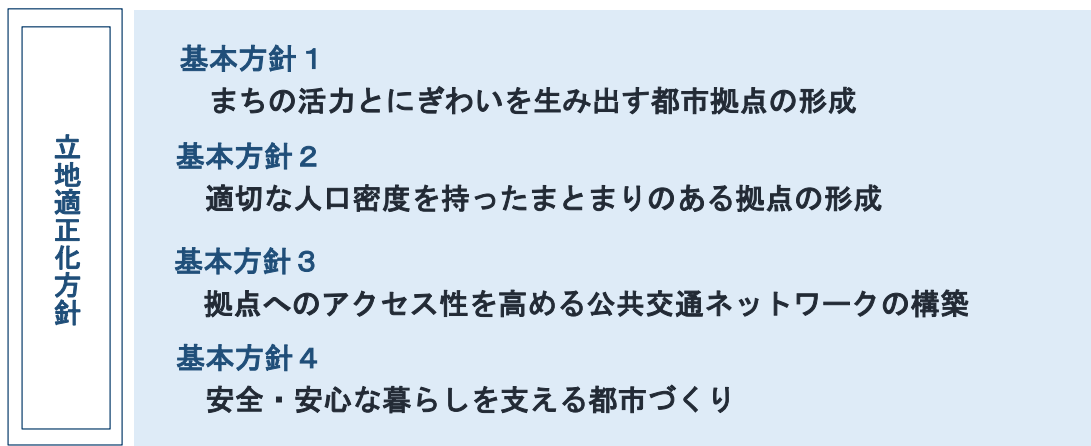 立地適正化方針
基本方針１
まちの活力とにぎわいを生み出す都市拠点の形成
基本方針２
適切な人口密度を持ったまとまりのある拠点の形成
基本方針３
拠点へのアクセス性を高める公共交通ネットワークの構築
基本方針４
安全・安心な暮らしを支える都市づくり